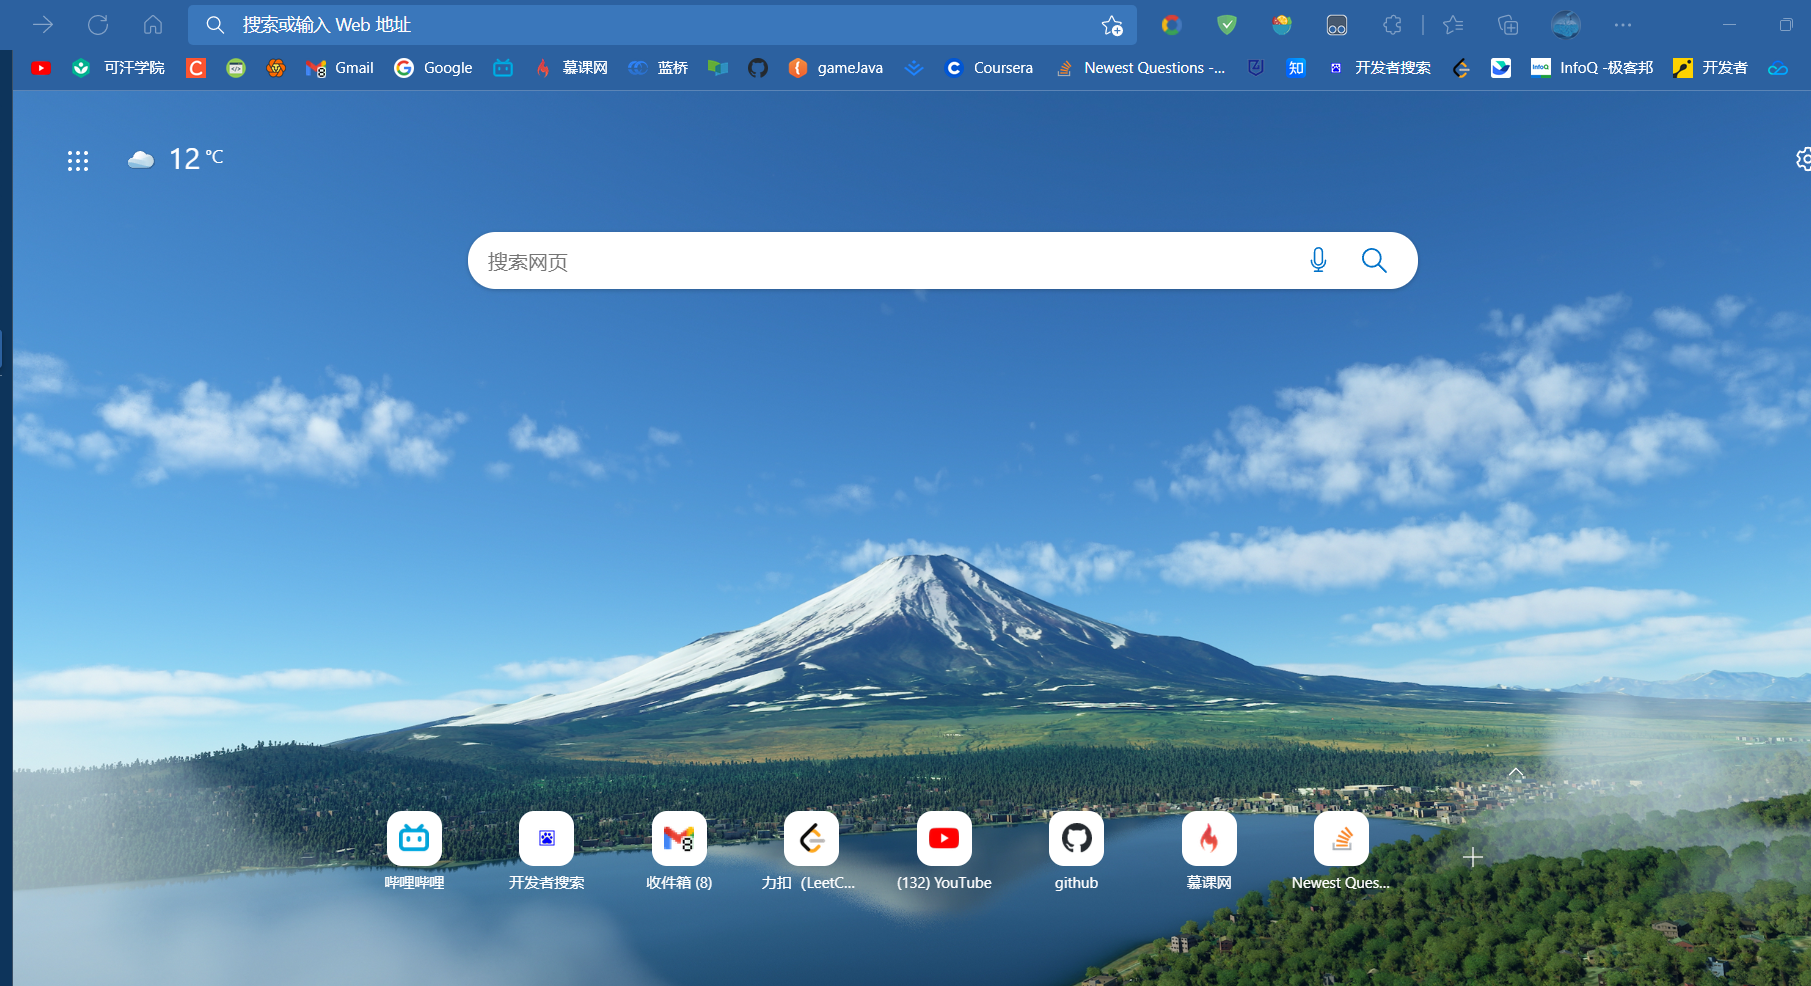 搜索或输入 Web 地址
可汗学院
Gmail
Google
慕课网
蓝桥
gameJava
Coursera
Newest Questions -...
知
开发者搜索
InfoQ -极客邦
开发者
12 °C
搜索网页
哔哩哔哩
开发者搜索
收件箱 (8)
力扣（LeetC...
(132) YouTube
github
慕课网
Newest Ques...